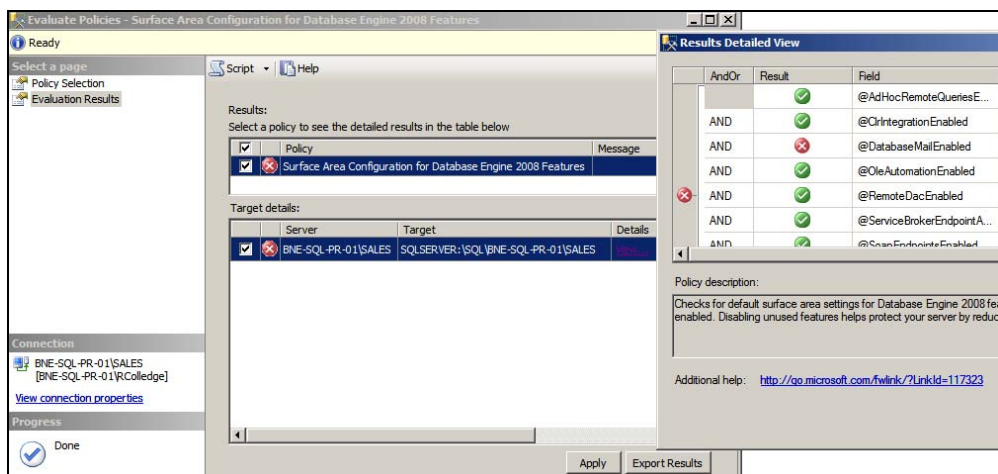 Evaluate Policies - Surface Area Configuration for Database Engine 2008 Features
Ready
Select a page
Policy Selection
Evaluation Results
Script
Help
Results:
Select a policy to see the detailed results in the table below
Policy Message
Surface Area Configuration for Database Engine 2008 Features
Target details:
Server Target Details
BNE-SQL-PR-01\SALES SQLSERVER:\SQL\BNE-SQL-PR-01\SALES View...
Connection
BNE-SQL-PR-01\SALES
[BNE-SQL-PR-01\RColledge]
View connection properties
Progress
Done
Apply
Export Results
Results Detailed View
AndOr Result Field
@AdHocRemoteQueriesE...
AND @ClrIntegrationEnabled
AND @DatabaseMailEnabled
AND @OleAutomationEnabled
AND @RemoteDacEnabled
AND @ServiceBrokerEndpointA...
AND @SoapEndpointsEnabled
Policy description:
Checks for default surface area settings for Database Engine 2008 fea
enabled. Disabling unused features helps protect your server by reduc
Additional help: http://go.microsoft.com/fwlink/?LinkId=117323